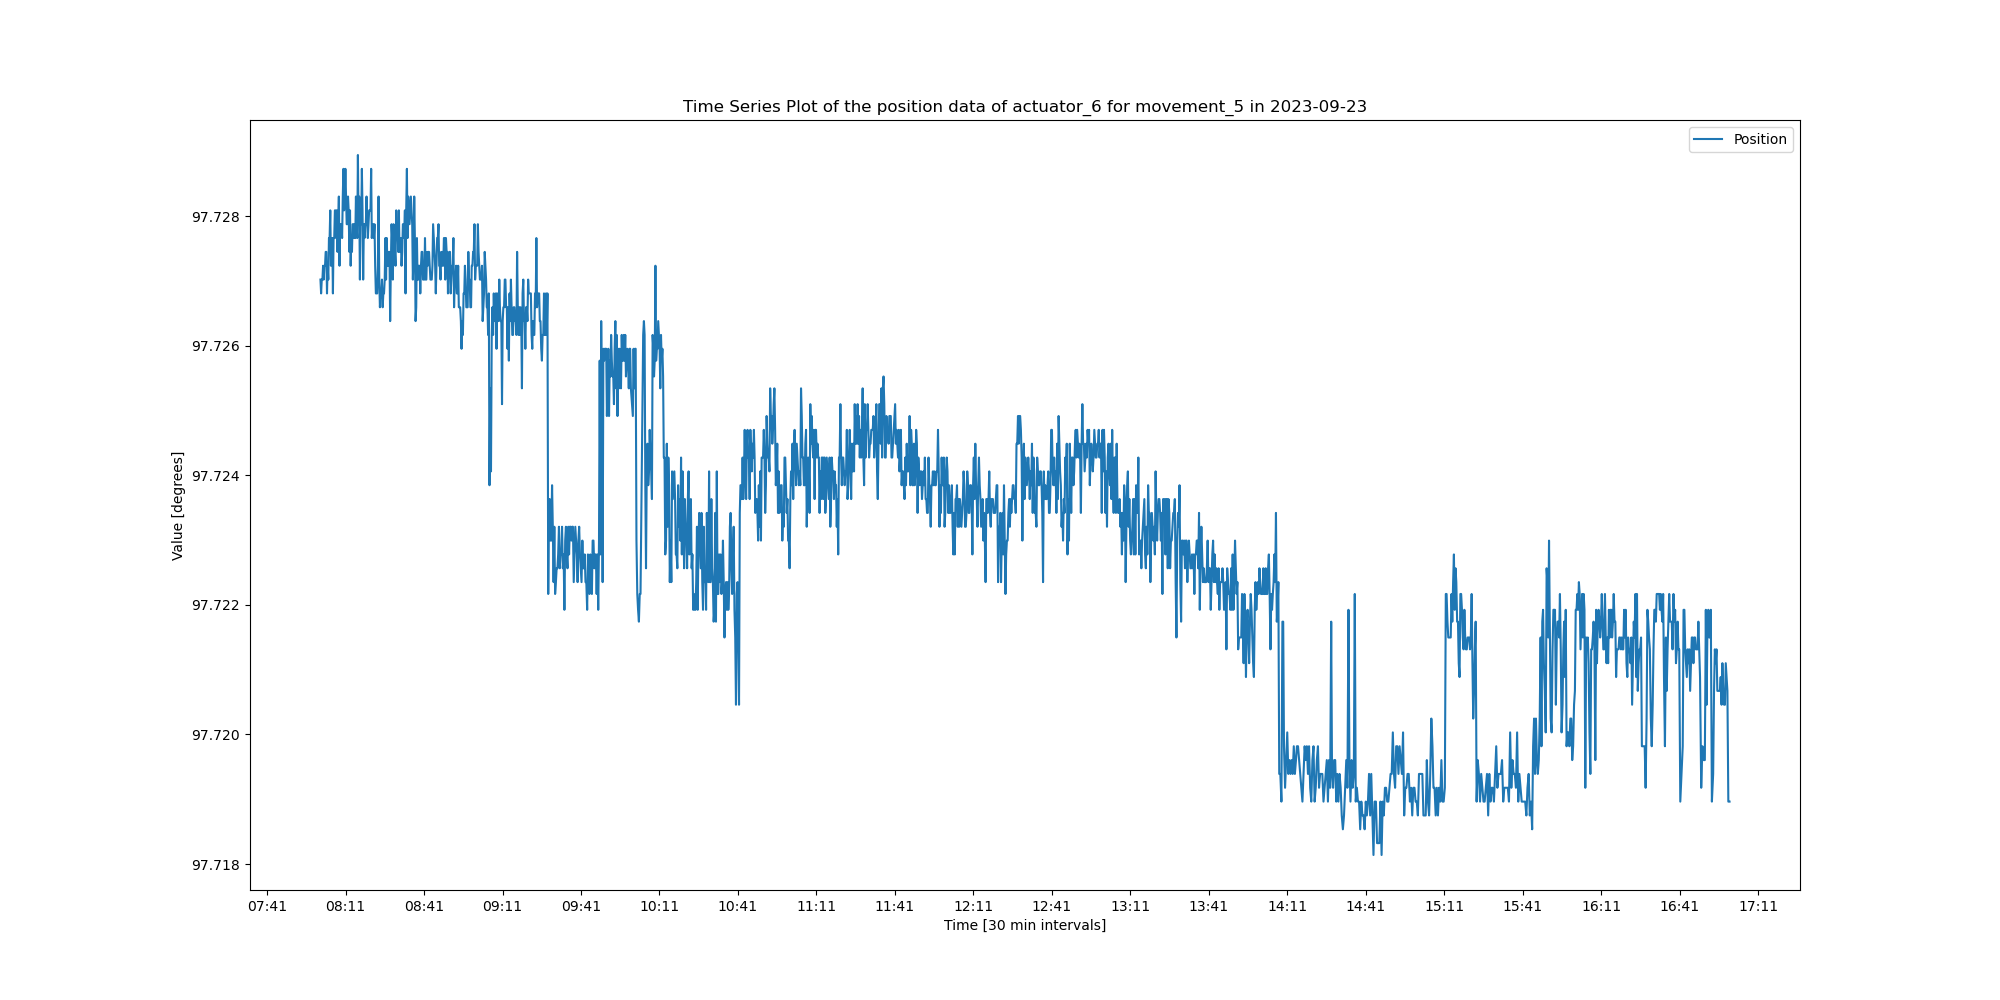 Time Series Plot of the position data of actuator_6 for movement_5 in 2023-09-23
Position
97.728
97.726
97.724
97.722
97.720
97.718
Value [degrees]
07:41 08:11 08:41 09:11 09:41 10:11 10:41 11:11 11:41 12:11 12:41 13:11 13:41 14:11 14:41 15:11 15:41 16:11 16:41 17:11
Time [30 min intervals]